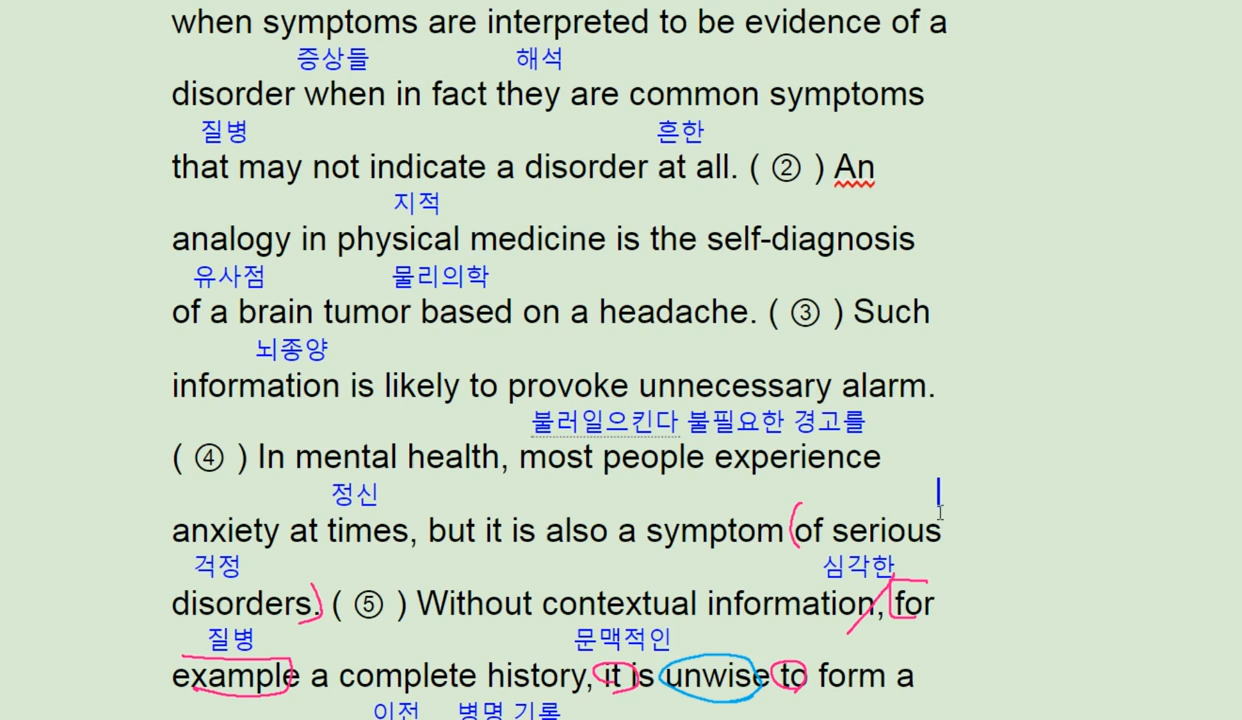 when symptoms are interpreted to be evidence of a
증상들 해석
disorder when in fact they are common symptoms
질병 흔한
that may not indicate a disorder at all. ( ② ) An
지적
analogy in physical medicine is the self-diagnosis
유사점 물리의학
of a brain tumor based on a headache. ( ③ ) Such
뇌종양
information is likely to provoke unnecessary alarm.
불러일으킨다 불필요한 경고를
( ④ ) In mental health, most people experience
정신
anxiety at times, but it is also a symptom of serious
걱정 심각한
disorders. ( ⑤ ) Without contextual information, for
질병 문맥적인
example a complete history, it is unwise to form a
이전 병명 기록